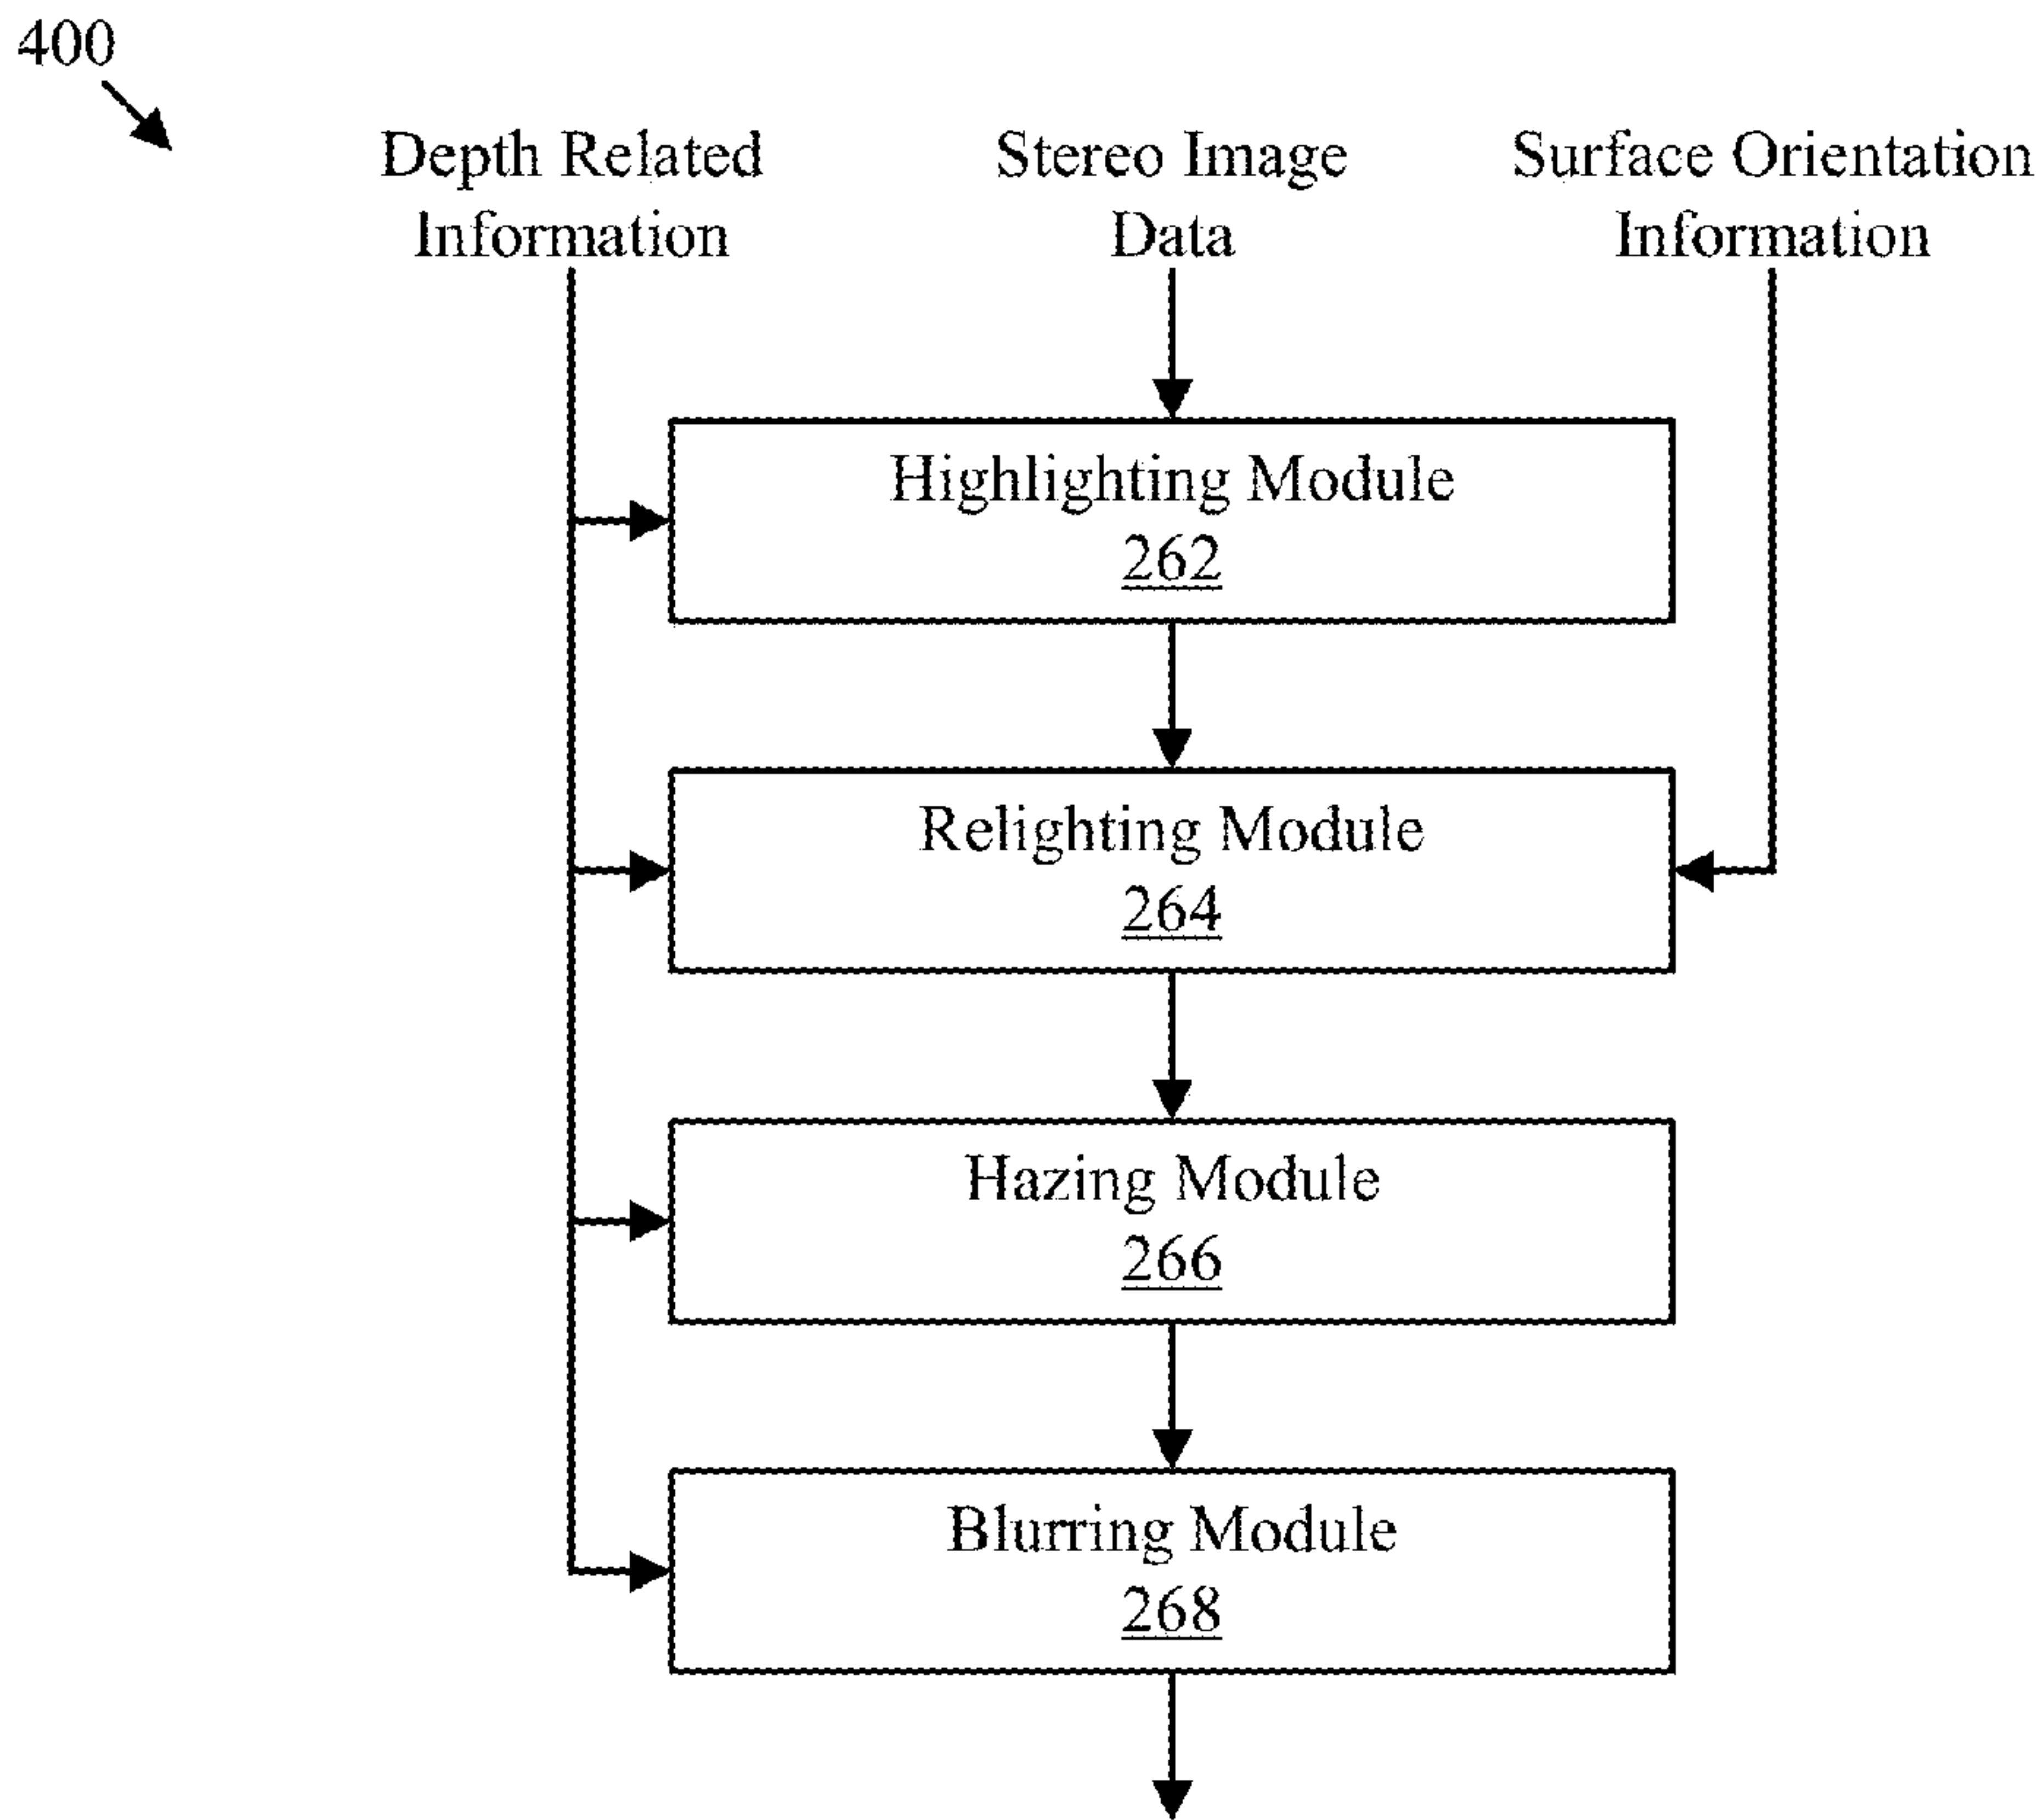 400
Depth Related
Information
Stereo Image
Data
Surface Orientation
Information
Highlighting Module
262
Relighting Module
264
Hazing Module
266
Blurring Module
268